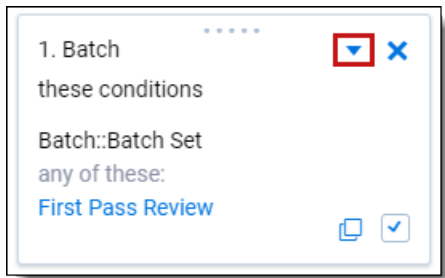 1. Batch
these conditions
Batch::Batch Set
any of these:
First Pass Review